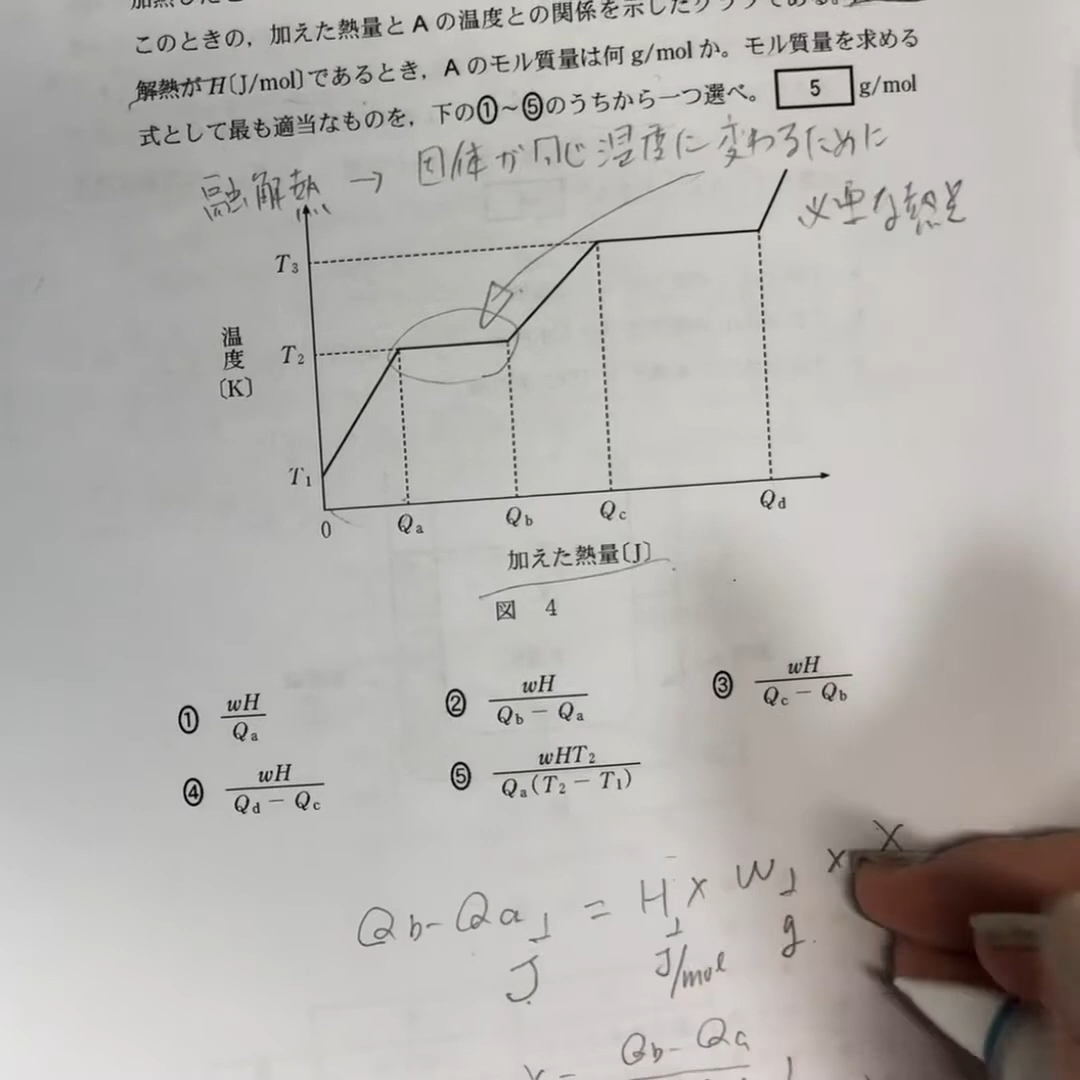 このときの，加えた熱量とAの温度との関係を示したグラフである。
解熱がH〔J/mol〕であるとき，Aのモル質量は何g/molか。モル質量を求める
式として最も適当なものを，下の①～⑤のうちから一つ選べ。 5 g/mol
融解熱 → 固体が同じ温度に変わるために
必要な熱量
T3
T2
T1
温度〔K〕
0 Qa Qb Qc Qd
加えた熱量〔J〕
図 4
① wH/Qa ② wH/(Qb − Qa) ③ wH/(Qc − Qb)
④ wH/(Qd − Qc) ⑤ wHT2/(Qa(T2 − T1))
Qb-Qa = H × w × X
J J/mol g.
Qb-Qa